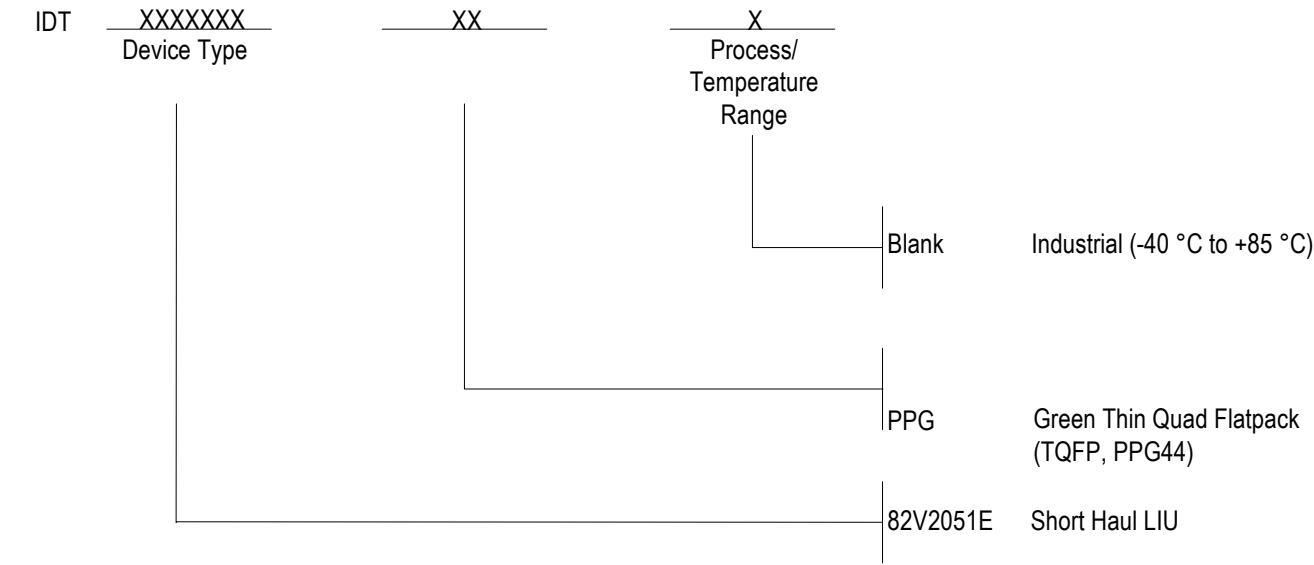 IDT XXXXXXX XX X
Device Type Process/
Temperature
Range
Blank Industrial (-40 °C to +85 °C)
PPG Green Thin Quad Flatpack
(TQFP, PPG44)
82V2051E Short Haul LIU